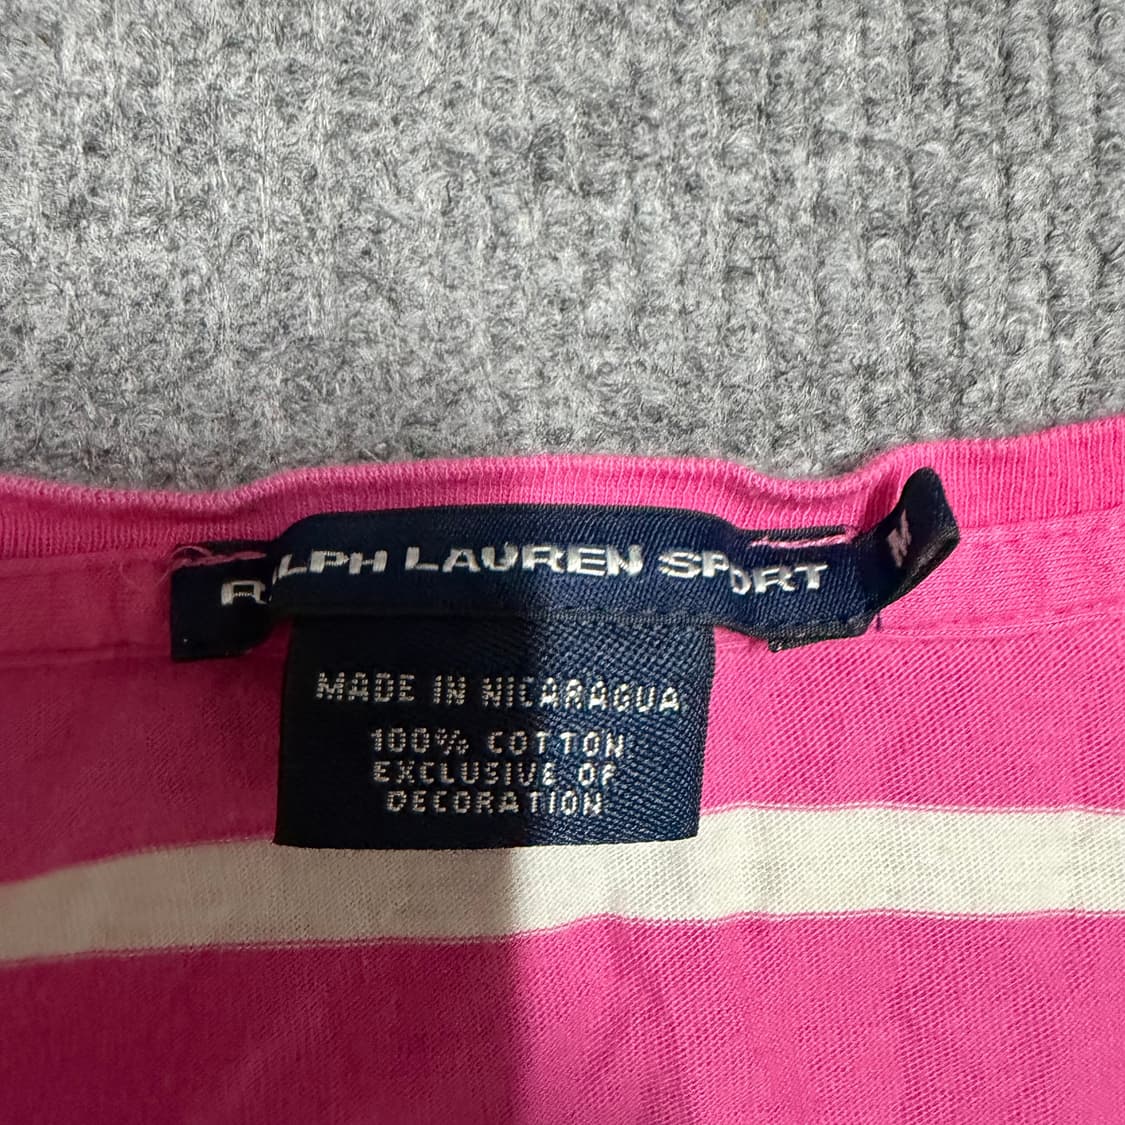 RALPH LAUREN SPORT
M
MADE IN NICARAGUA
100% COTTON
EXCLUSIVE OF
DECORATION